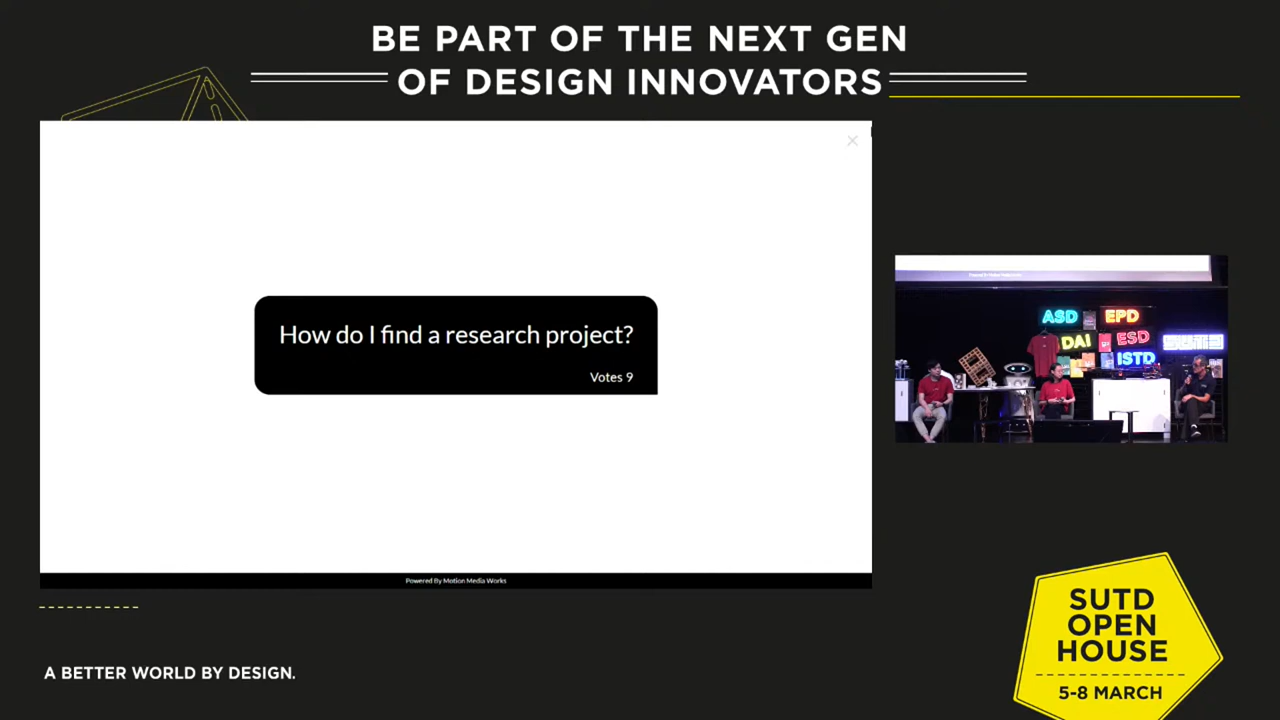 BE PART OF THE NEXT GEN
OF DESIGN INNOVATORS
How do I find a research project?
Votes 9
Powered By Motion Media Works
ASD
EPD
DAI
ESD
ISTD
SUTD
A BETTER WORLD BY DESIGN.
SUTD
OPEN
HOUSE
5-8 MARCH